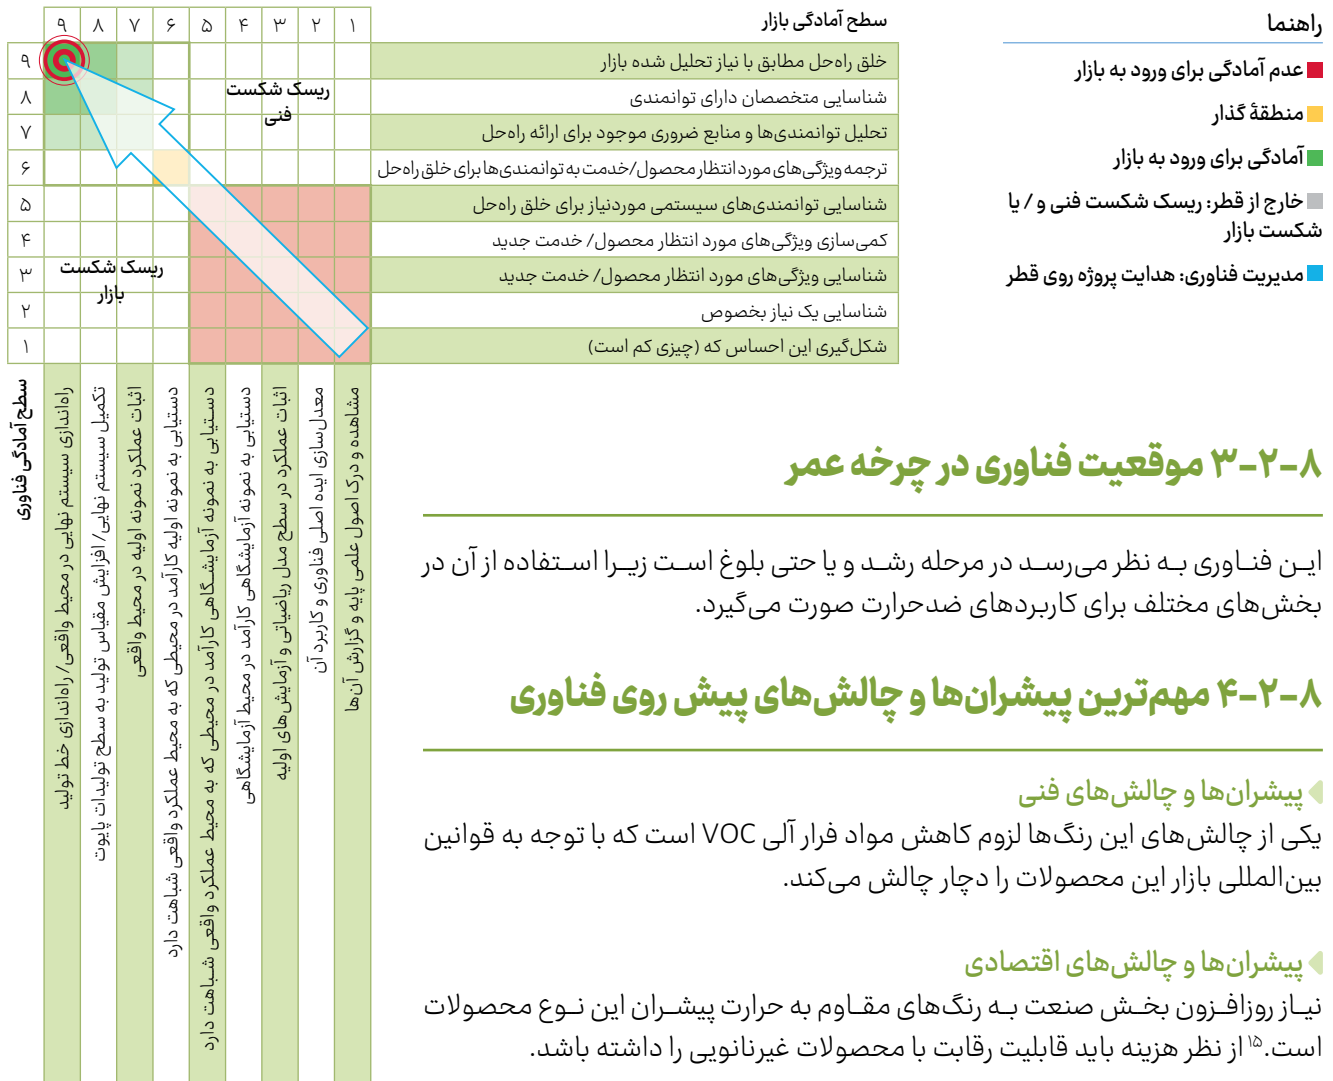 راهنما
عدم آمادگی برای ورود به بازار
منطقهٔ گذار
آمادگی برای ورود به بازار
خارج از قطر: ریسک شکست فنی و / یا
شکست بازار
مدیریت فناوری: هدایت پروژه روی قطر
سطح آمادگی بازار
۱ ۲ ۳ ۴ ۵ ۶ ۷ ۸ ۹
خلق راه‌حل مطابق با نیاز تحلیل شده بازار ۹
شناسایی متخصصان دارای توانمندی ۸
تحلیل توانمندی‌ها و منابع ضروری موجود برای ارائه راه‌حل ۷
ترجمه ویژگی‌های مورد انتظار محصول/خدمت به توانمندی‌ها برای خلق راه‌حل ۶
شناسایی توانمندی‌های سیستمی موردنیاز برای خلق راه‌حل ۵
کمی‌سازی ویژگی‌های مورد انتظار محصول/ خدمت جدید ۴
شناسایی ویژگی‌های مورد انتظار محصول/ خدمت جدید ۳
شناسایی یک نیاز بخصوص ۲
شکل‌گیری این احساس که (چیزی کم است) ۱
ریسک شکست
فنی
ریسک شکست
بازار
مشاهده و درک اصول علمی پایه و گزارش آن‌ها
معدل‌سازی ایده اصلی فناوری و کاربرد آن
اثبات عملکرد در سطح مدل ریاضیاتی و آزمایش‌های اولیه
دستیابی به نمونه آزمایشگاهی کارآمد در محیط آزمایشگاهی
دستیابی به نمونه آزمایشگاهی کارآمد در محیطی که به محیط عملکرد واقعی شباهت دارد
دستیابی به نمونه اولیه کارآمد در محیطی که به محیط عملکرد واقعی شباهت دارد
اثبات عملکرد نمونه اولیه در محیط واقعی
تکمیل سیستم نهایی/ افزایش مقیاس تولید به سطح تولیدات پایوت
راه‌اندازی سیستم نهایی در محیط واقعی/ راه‌اندازی خط تولید
سطح آمادگی فناوری
۸-۲-۳ موقعیت فناوری در چرخه عمر
این فناوری به نظر می‌رسد در مرحله رشد و یا حتی بلوغ است زیرا استفاده از آن در
بخش‌های مختلف برای کاربردهای ضدحرارت صورت می‌گیرد.
۸-۲-۴ مهم‌ترین پیشران‌ها و چالش‌های پیش روی فناوری
پیشران‌ها و چالش‌های فنی
یکی از چالش‌های این رنگ‌ها لزوم کاهش مواد فرار آلی VOC است که با توجه به قوانین
بین‌المللی بازار این محصولات را دچار چالش می‌کند.
پیشران‌ها و چالش‌های اقتصادی
نیاز روزافزون بخش صنعت به رنگ‌های مقاوم به حرارت پیشران این نوع محصولات
است.۱۵ از نظر هزینه باید قابلیت رقابت با محصولات غیرنانویی را داشته باشد.